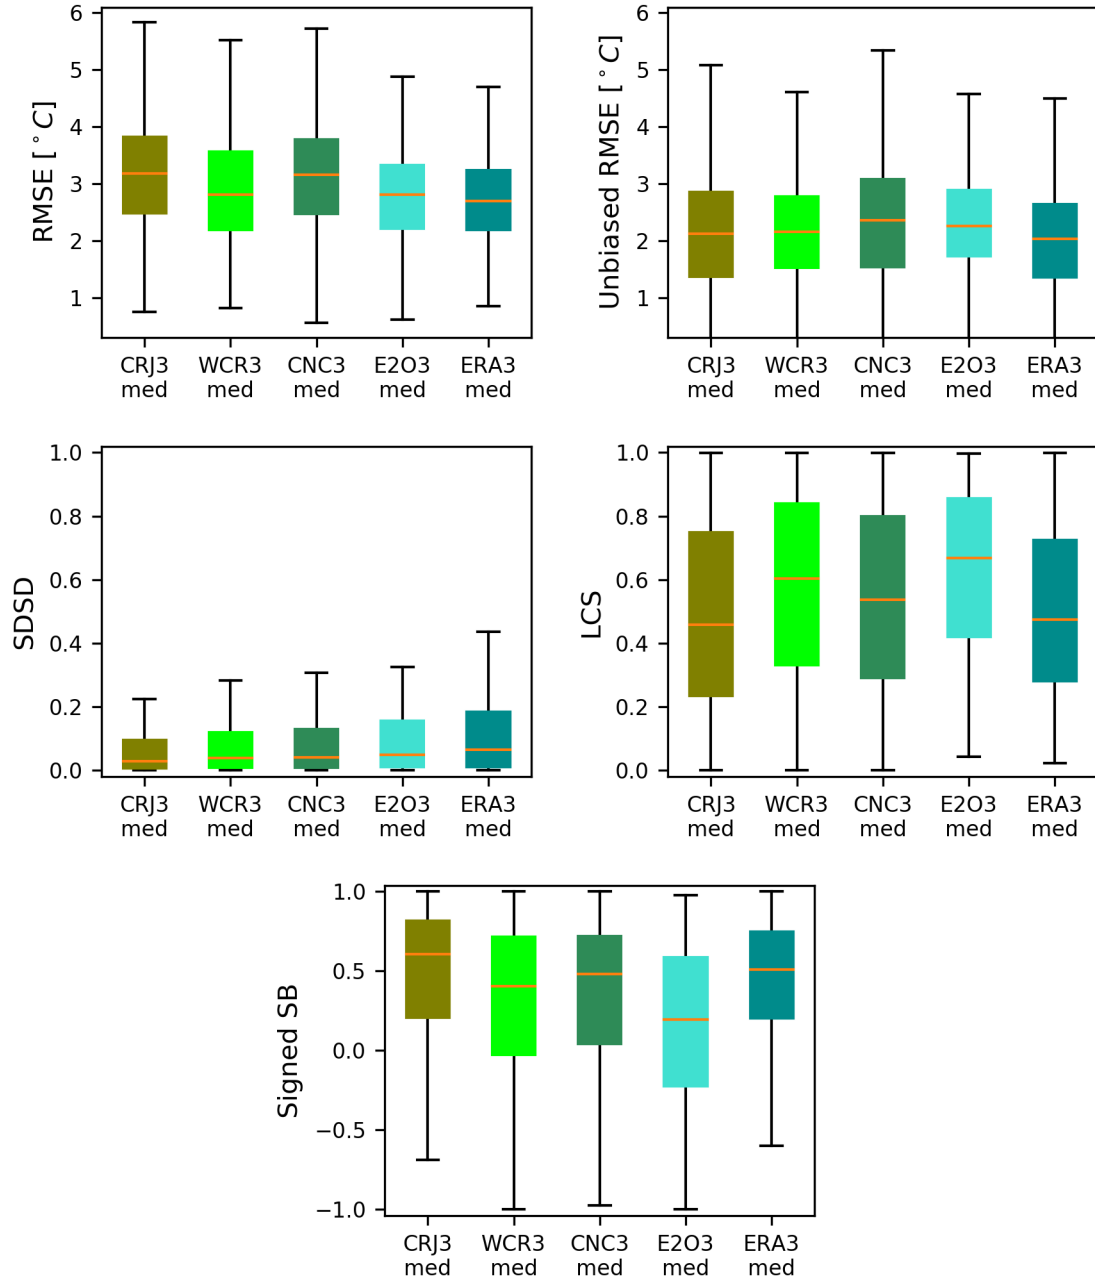 RMSE [°C]
6
5
4
3
2
1
CRJ3 WCR3 CNC3 E2O3 ERA3
med med med med med
Unbiased RMSE [°C]
6
5
4
3
2
1
CRJ3 WCR3 CNC3 E2O3 ERA3
med med med med med
SDSD
1.0
0.8
0.6
0.4
0.2
0.0
CRJ3 WCR3 CNC3 E2O3 ERA3
med med med med med
LCS
1.0
0.8
0.6
0.4
0.2
0.0
CRJ3 WCR3 CNC3 E2O3 ERA3
med med med med med
Signed SB
1.0
0.5
0.0
−0.5
−1.0
CRJ3 WCR3 CNC3 E2O3 ERA3
med med med med med